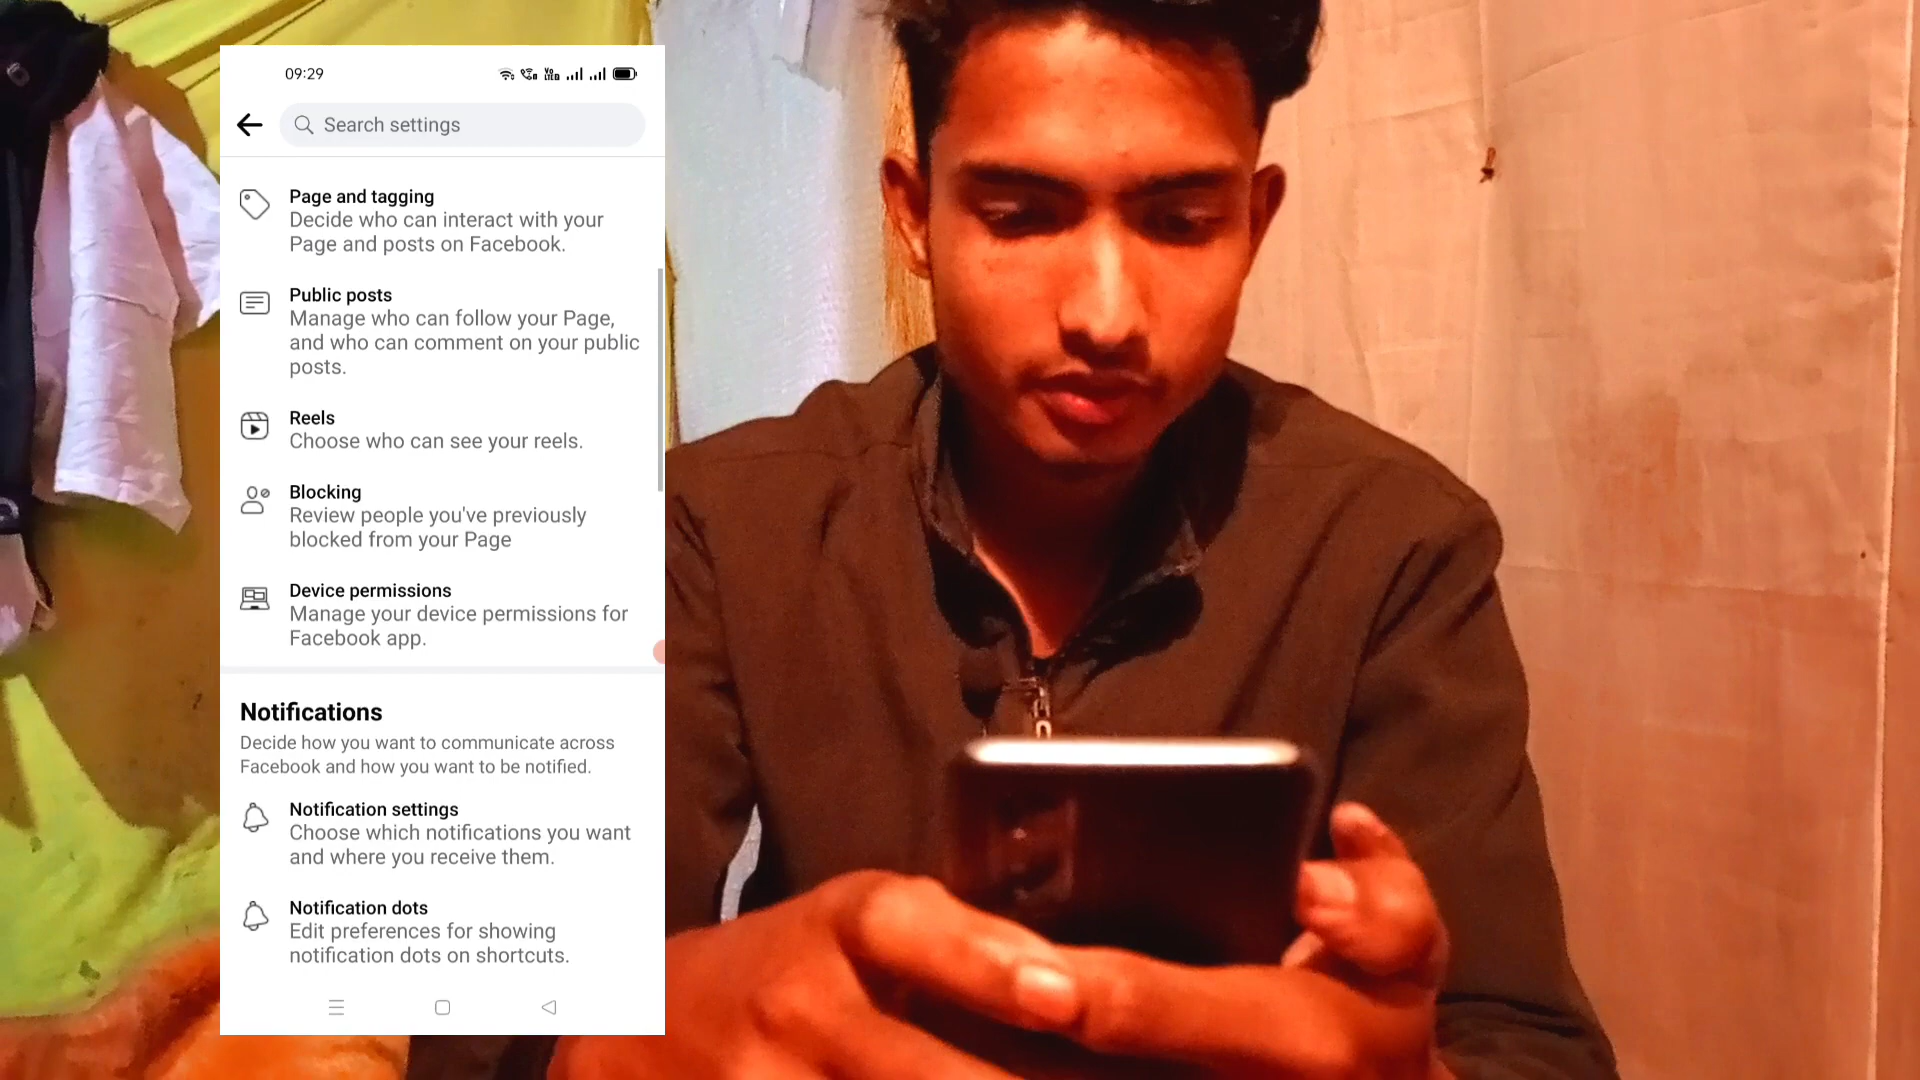 09:29
Search settings
Page and tagging
Decide who can interact with your
Page and posts on Facebook.
Public posts
Manage who can follow your Page,
and who can comment on your public
posts.
Reels
Choose who can see your reels.
Blocking
Review people you've previously
blocked from your Page
Device permissions
Manage your device permissions for
Facebook app.
Notifications
Decide how you want to communicate across
Facebook and how you want to be notified.
Notification settings
Choose which notifications you want
and where you receive them.
Notification dots
Edit preferences for showing
notification dots on shortcuts.